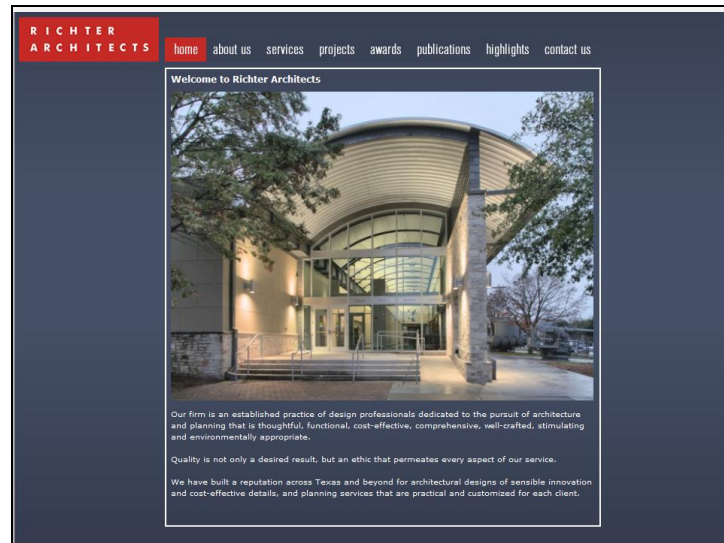 RICHTER
ARCHITECTS
home about us services projects awards publications highlights contact us
Welcome to Richter Architects
Our firm is an established practice of design professionals dedicated to the pursuit of architecture
and planning that is thoughtful, functional, cost-effective, comprehensive, well-crafted, stimulating
and environmentally appropriate.
Quality is not only a desired result, but an ethic that permeates every aspect of our service.
We have built a reputation across Texas and beyond for architectural designs of sensible innovation
and cost-effective details, and planning services that are practical and customized for each client.